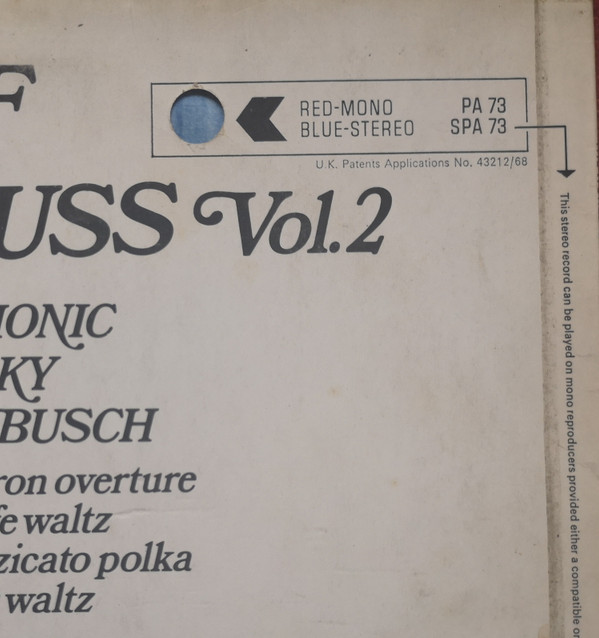 F
RED-MONO PA 73
BLUE-STEREO SPA 73
U.K. Patents Applications No. 43212/68
USS Vol.2
IONIC
KY
BUSCH
ron overture
fe waltz
zicato polka
waltz
This stereo record can be played on mono reproducers provided either a compatible or